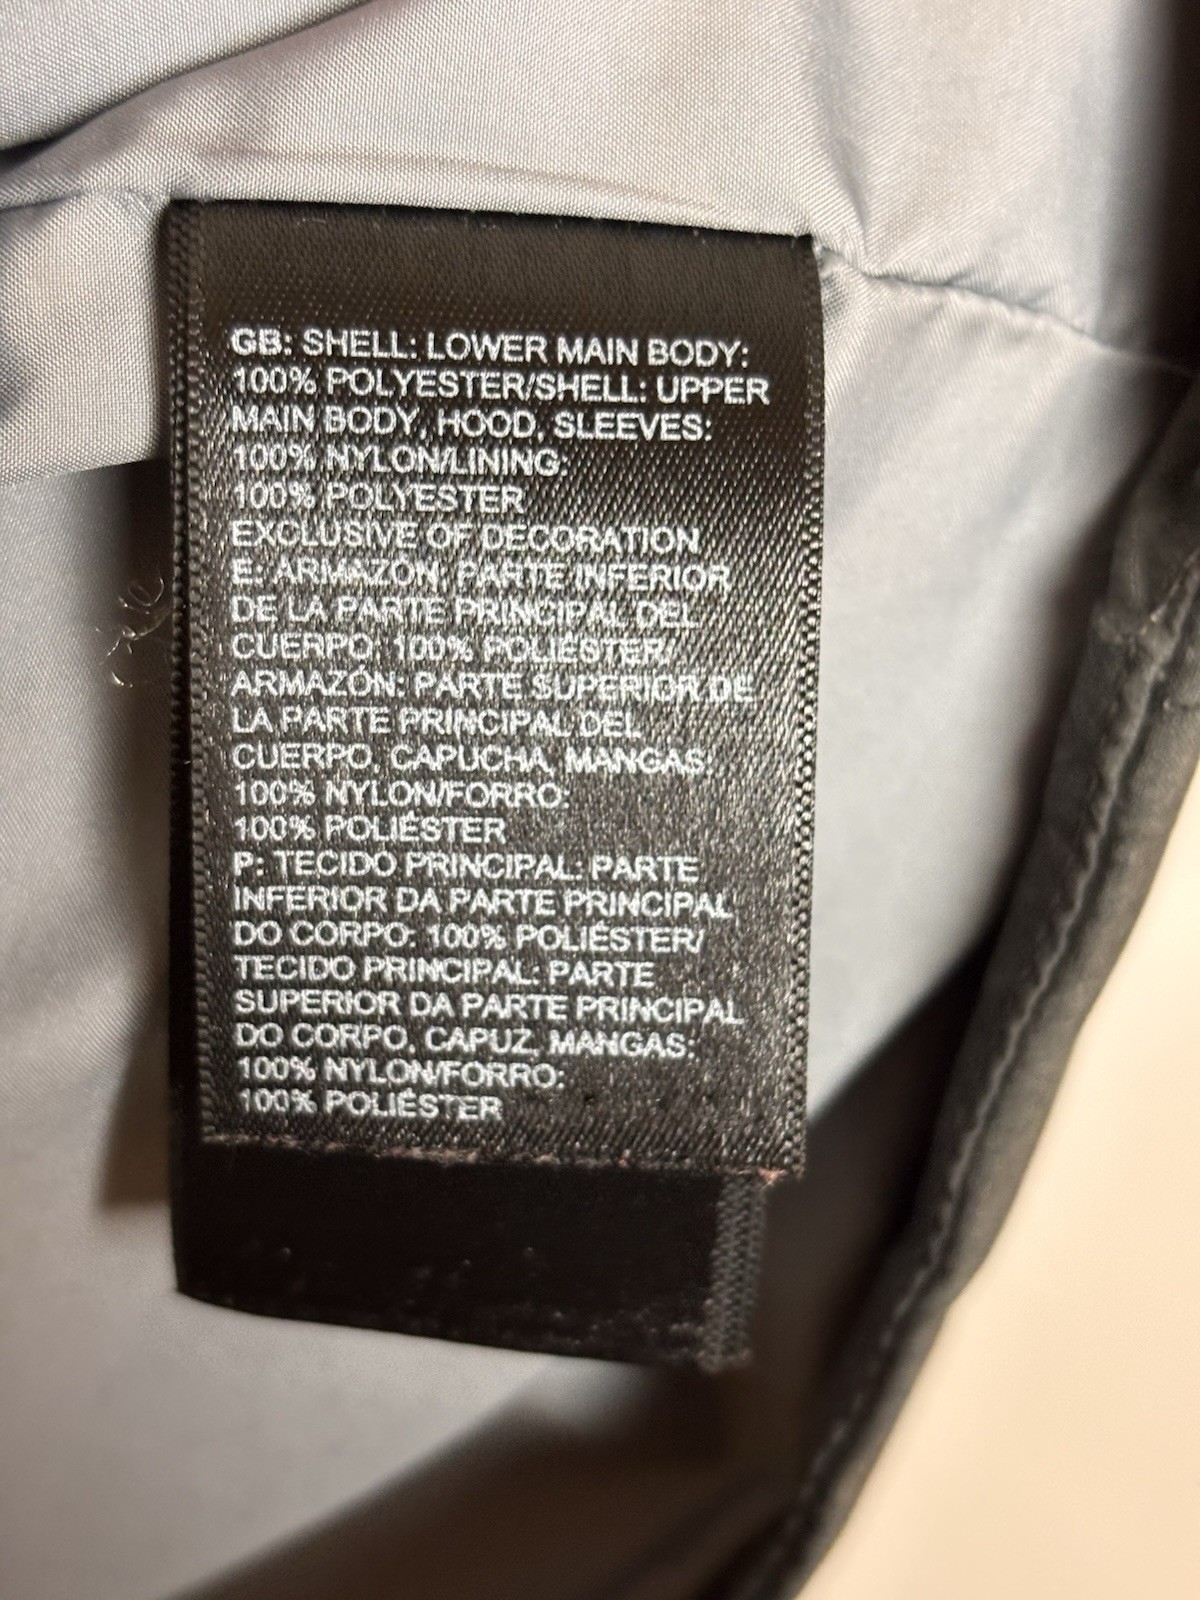 GB: SHELL: LOWER MAIN BODY:
100% POLYESTER/SHELL: UPPER
MAIN BODY, HOOD, SLEEVES:
100% NYLON/LINING:
100% POLYESTER
EXCLUSIVE OF DECORATION
E: ARMAZÓN: PARTE INFERIOR
DE LA PARTE PRINCIPAL DEL
CUERPO: 100% POLIÉSTER/
ARMAZÓN: PARTE SUPERIOR DE
LA PARTE PRINCIPAL DEL
CUERPO, CAPUCHA, MANGAS:
100% NYLON/FORRO:
100% POLIÉSTER
P: TECIDO PRINCIPAL: PARTE
INFERIOR DA PARTE PRINCIPAL
DO CORPO: 100% POLIÉSTER/
TECIDO PRINCIPAL: PARTE
SUPERIOR DA PARTE PRINCIPAL
DO CORPO, CAPUZ, MANGAS:
100% NYLON/FORRO:
100% POLIÉSTER